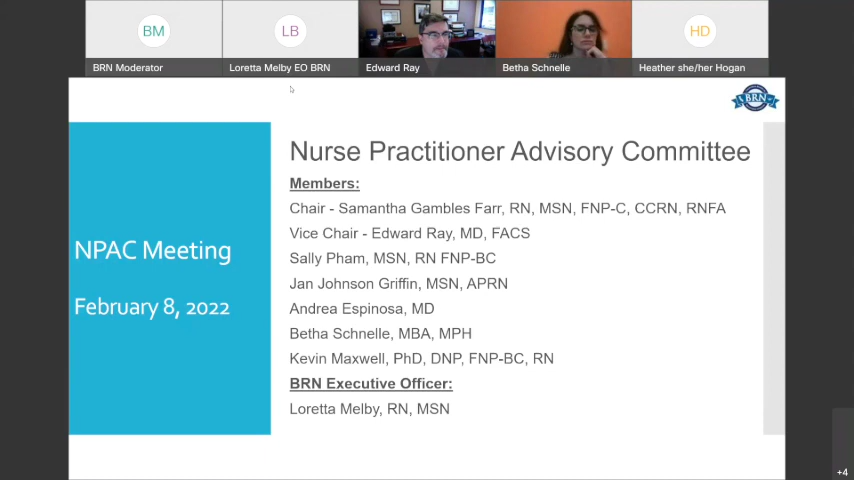 BM
LB
HD
BRN Moderator
Loretta Melby EO BRN
Edward Ray
Betha Schnelle
Heather she/her Hogan
BRN
NPAC Meeting
February 8, 2022
Nurse Practitioner Advisory Committee
Members:
Chair - Samantha Gambles Farr, RN, MSN, FNP-C, CCRN, RNFA
Vice Chair - Edward Ray, MD, FACS
Sally Pham, MSN, RN FNP-BC
Jan Johnson Griffin, MSN, APRN
Andrea Espinosa, MD
Betha Schnelle, MBA, MPH
Kevin Maxwell, PhD, DNP, FNP-BC, RN
BRN Executive Officer:
Loretta Melby, RN, MSN
+4